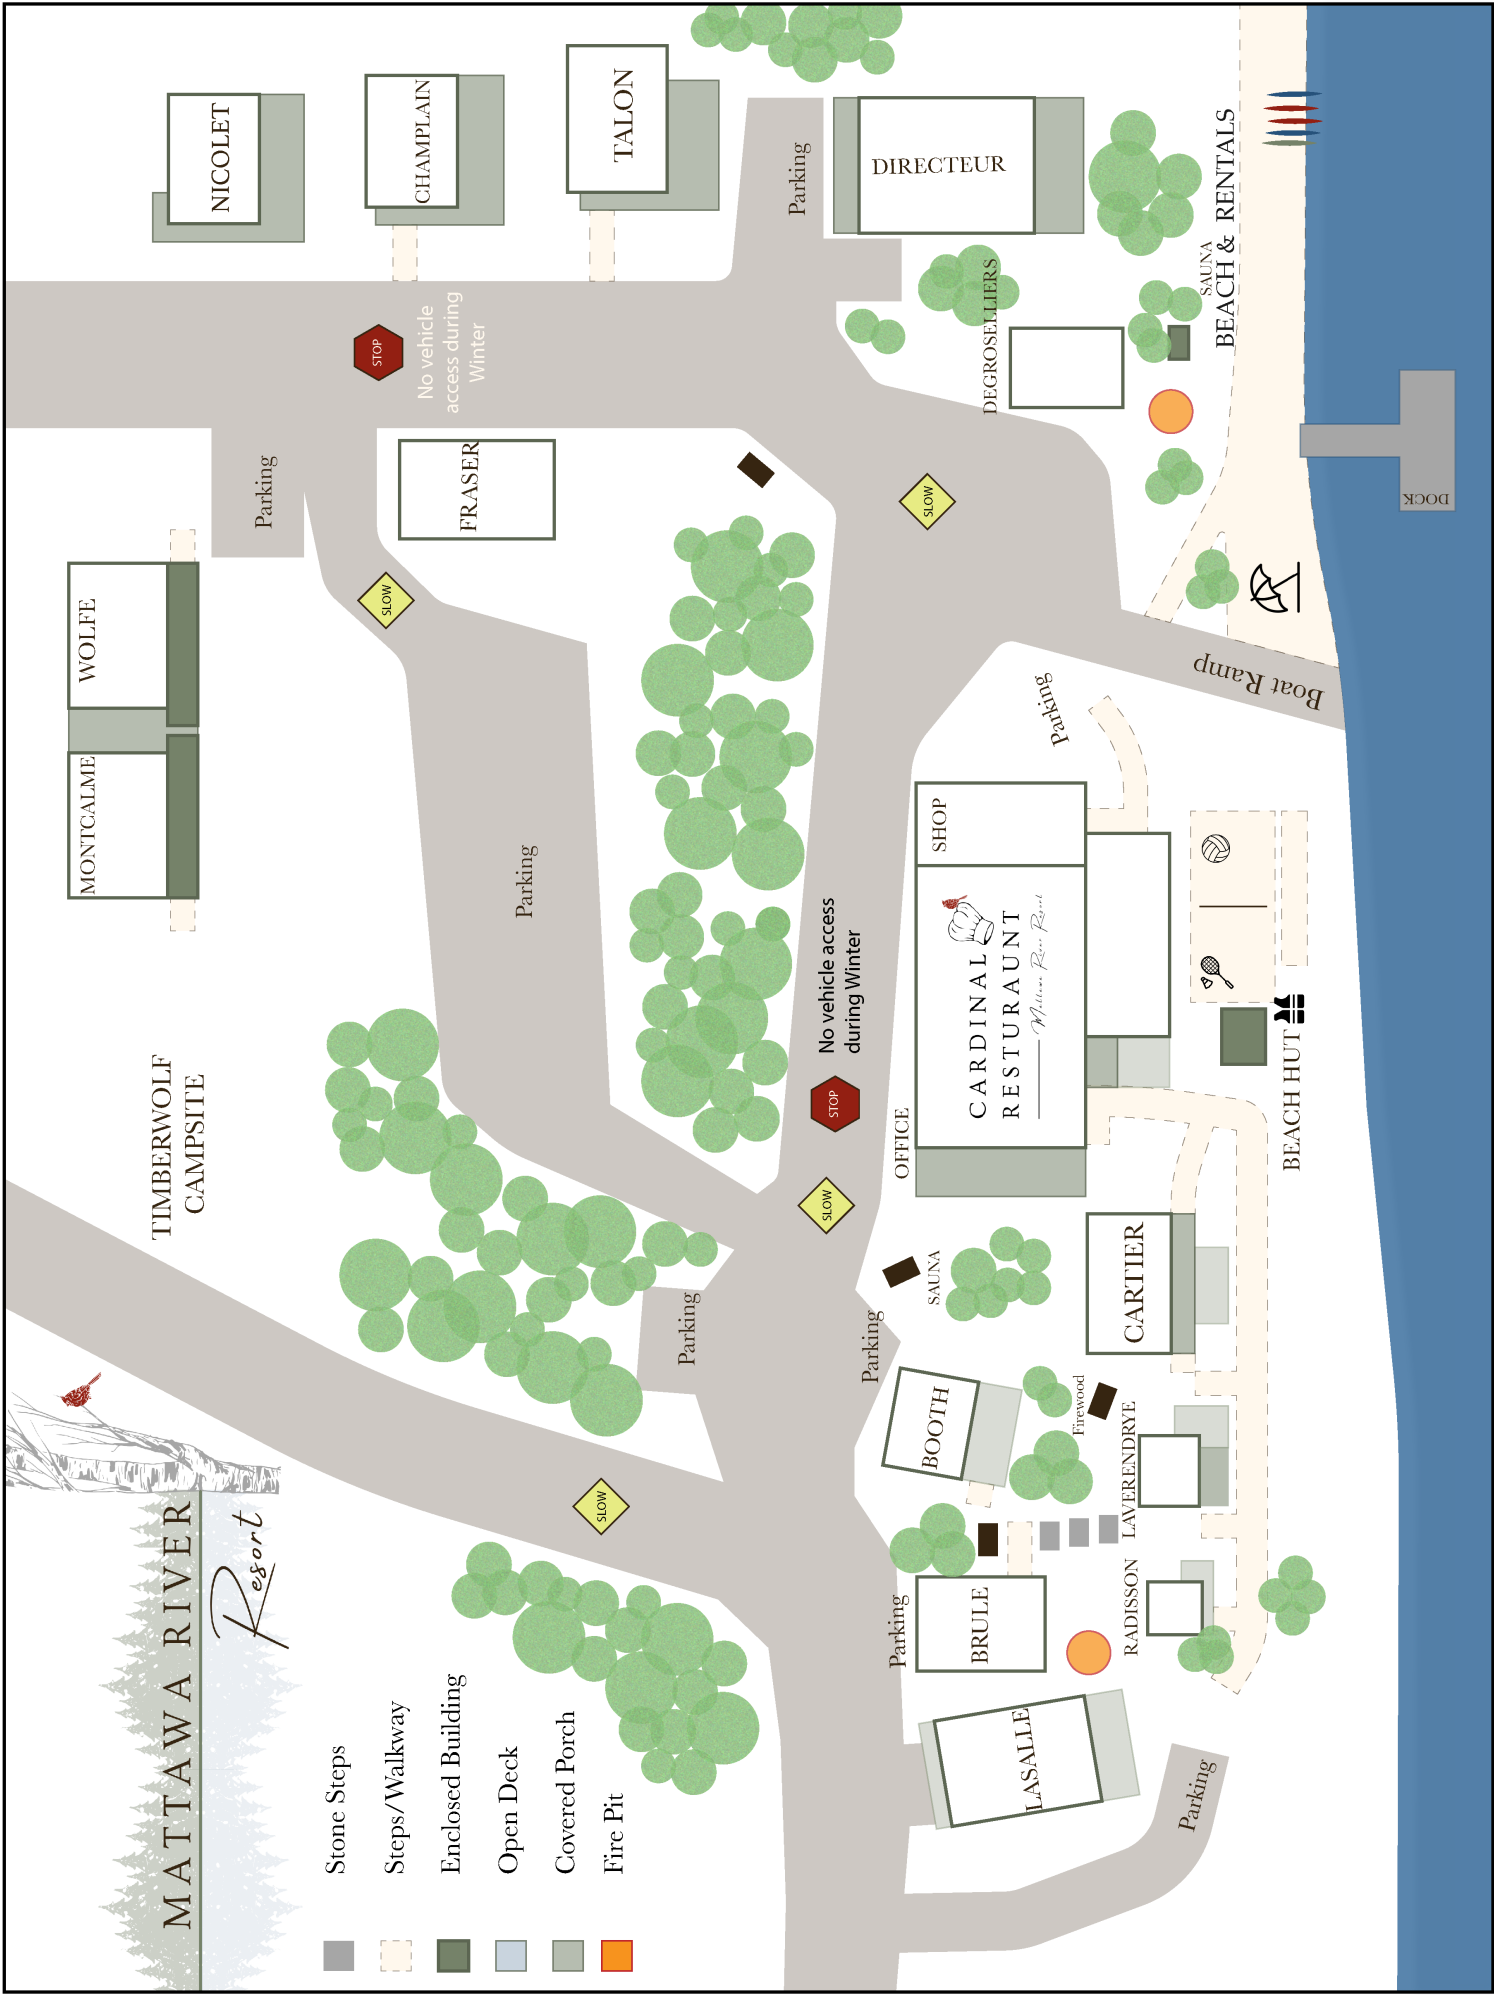 MATTAWA RIVER
Resort
Stone Steps
Steps/Walkway
Enclosed Building
Open Deck
Covered Porch
Fire Pit
TIMBERWOLF
CAMPSITE
MONTCALME
WOLFE
NICOLET
CHAMPLAIN
TALON
Parking
STOP
No vehicle
access during
Winter
Parking
FRASER
SLOW
Parking
DIRECTEUR
DEGROSELLIERS
SAUNA
BEACH & RENTALS
DOCK
SLOW
Boat Ramp
Parking
SHOP
CARDINAL
RESTURAUNT
Mattawa River Resort
OFFICE
No vehicle access
during Winter
STOP
SLOW
BEACH HUT
SAUNA
CARTIER
Parking
Parking
BOOTH
Firewood
LAVERENDRYE
SLOW
RADISSON
BRULE
Parking
LASALLE
Parking